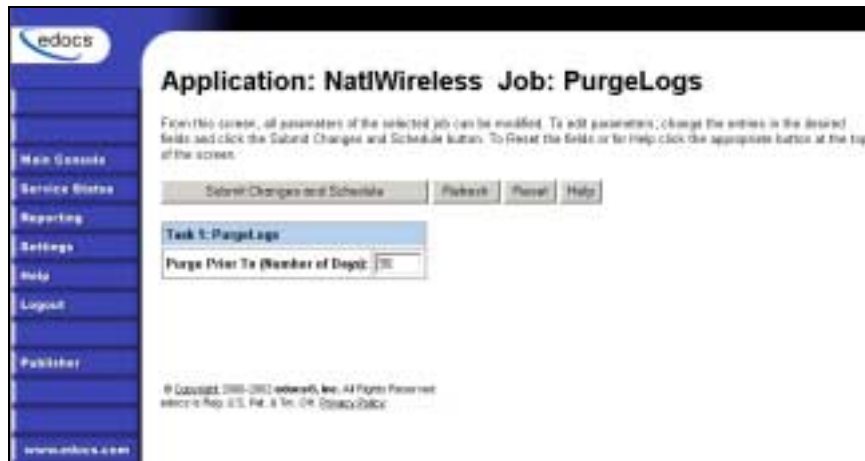 edocs
Application: NatlWireless Job: PurgeLogs
From this screen, all parameters of the selected job can be modified. To edit parameters, change the entries in the desired
fields and click the Submit Changes and Schedule button. To Reset the fields or for Help click the appropriate button at the top
of the screen.
Submit Changes and Schedule
Refresh
Reset
Help
Task 1: PurgeLogs
Purge Prior To (Number of Days):
Main Console
Service Status
Reporting
Settings
Help
Logout
Publisher
www.edocs.com
© Copyright 2000-2002 edocs®, Inc. All Rights Reserved
edocs is Reg. U.S. Pat. & Tm. Off. Privacy Policy